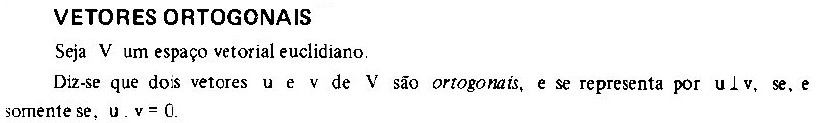 VETORES ORTOGONAIS
Seja V um espaço vetorial euclidiano.
Diz-se que dois vetores u e v de V são ortogonais, e se representa por u ⊥ v, se, e
somente se, u . v = 0.